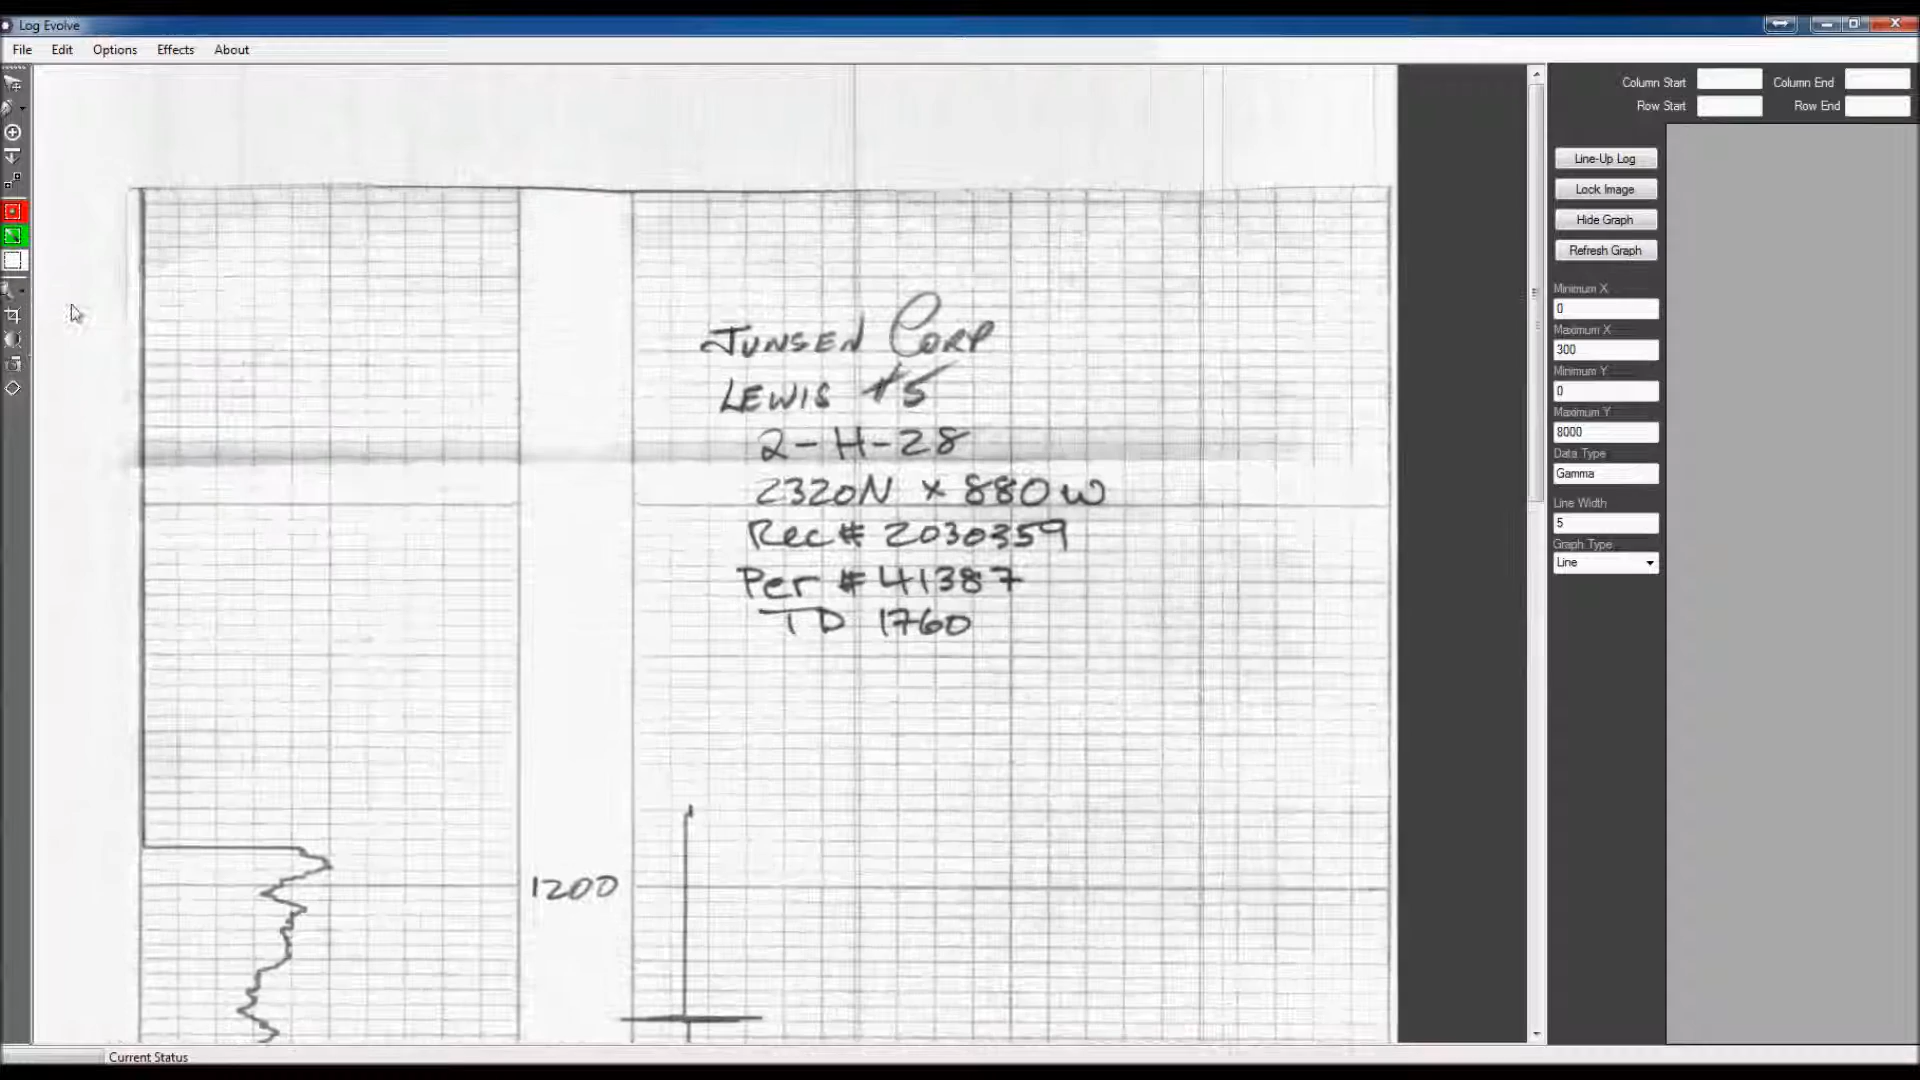 Log Evolve
File Edit Options Effects About
Column Start Column End
Row Start Row End
Line-Up Log
Lock Image
Hide Graph
Refresh Graph
Minimum X
0
Maximum X
300
Minimum Y
0
Maximum Y
8000
Data Type
Gamma
Line Width
5
Graph Type
Line
JUNSEN CORP
LEWIS #5
2-H-28
2320N x 880W
Rec# 2030359
Per #41387
TD 1760
1200
Current Status